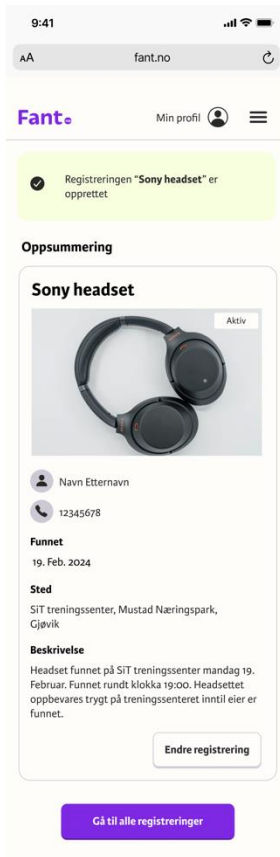 9:41
AA fant.no
Fant
Min profil
Registreringen “Sony headset” er
opprettet
Oppsummering
Sony headset
Aktiv
Navn Etternavn
12345678
Funnet
19. Feb. 2024
Sted
SiT treningssenter, Mustad Næringspark,
Gjøvik
Beskrivelse
Headset funnet på SiT treningssenter mandag 19.
Februar. Funnet rundt klokka 19:00. Headsettet
oppbevares trygt på treningssenteret inntil eier er
funnet.
Endre registrering
Gå til alle registreringer